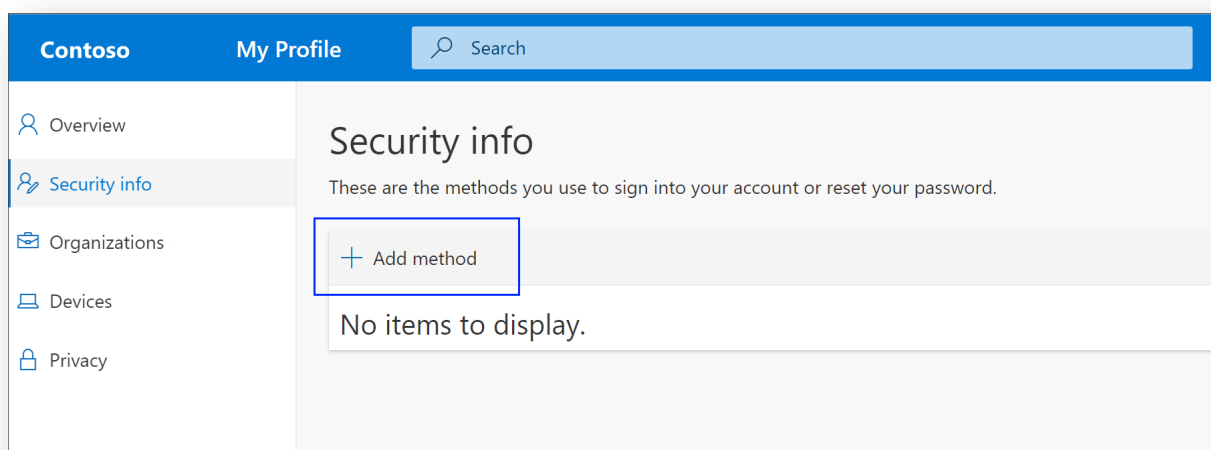 Contoso
My Profile
Search
Overview
Security info
Organizations
Devices
Privacy
Security info
These are the methods you use to sign into your account or reset your password.
Add method
No items to display.